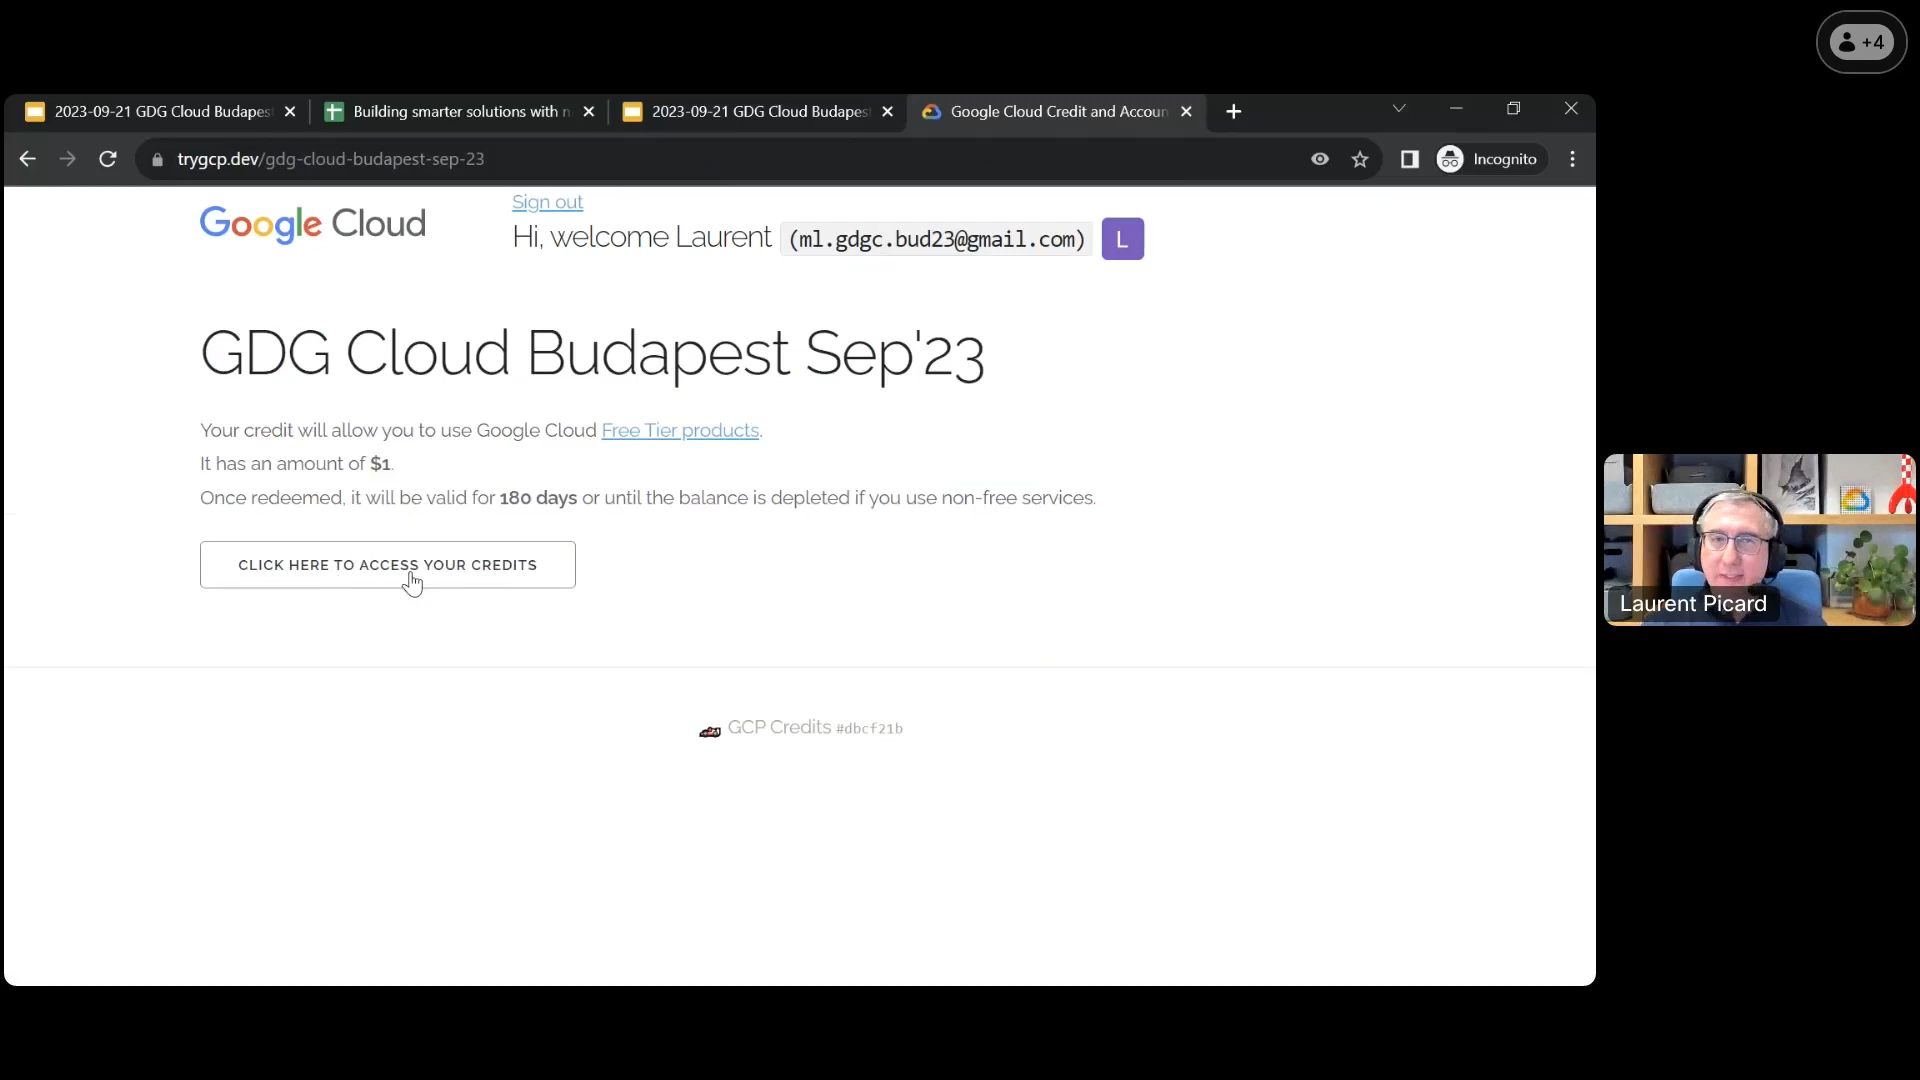 +4
2023-09-21 GDG Cloud Budapest
Building smarter solutions with n
2023-09-21 GDG Cloud Budapest
Google Cloud Credit and Accoun
trygcp.dev/gdg-cloud-budapest-sep-23
Incognito
Google Cloud
Sign out
Hi, welcome Laurent (ml.gdgc.bud23@gmail.com) L
GDG Cloud Budapest Sep'23
Your credit will allow you to use Google Cloud Free Tier products.
It has an amount of $1.
Once redeemed, it will be valid for 180 days or until the balance is depleted if you use non-free services.
CLICK HERE TO ACCESS YOUR CREDITS
Laurent Picard
GCP Credits #dbcf21b